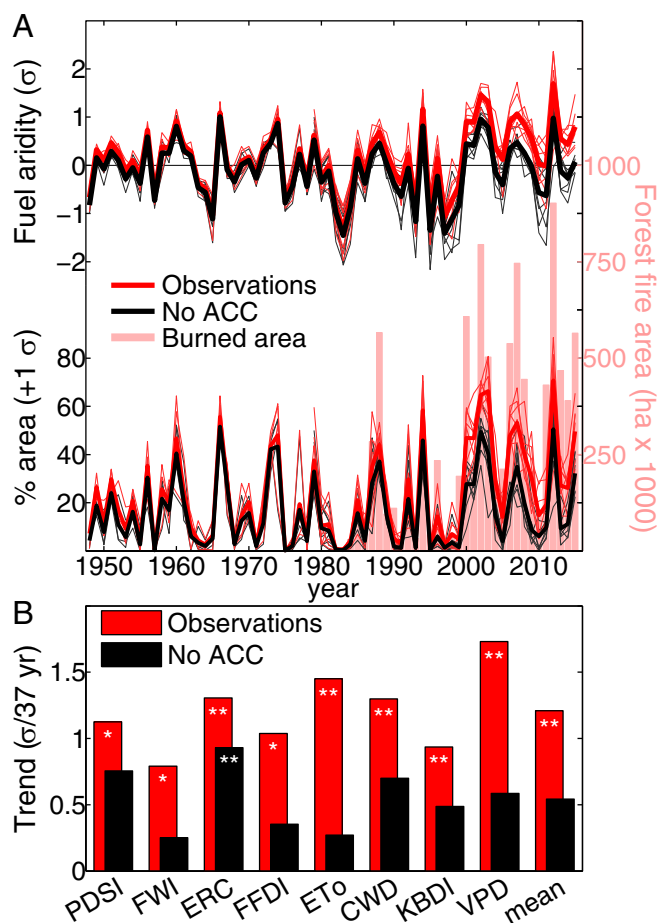 A
Fuel aridity (σ)
2
1
0
−1
−2
Observations
No ACC
Burned area
% area (+1 σ)
80
60
40
20
1000
750
500
250
Forest fire area (ha x 1000)
1950 1960 1970 1980 1990 2000 2010
year
B
Observations
No ACC
Trend (σ/37 yr)
1.5
1
0.5
0
* * ** * ** ** ** ** **
**
PDSI FWI ERC FFDI ETo CWD KBDI VPD mean